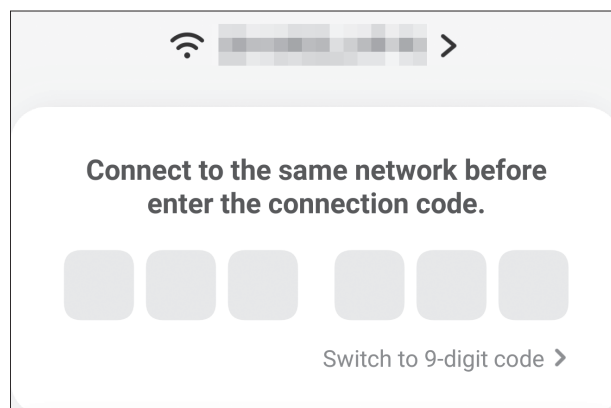 Connect to the same network before
enter the connection code.
Switch to 9-digit code